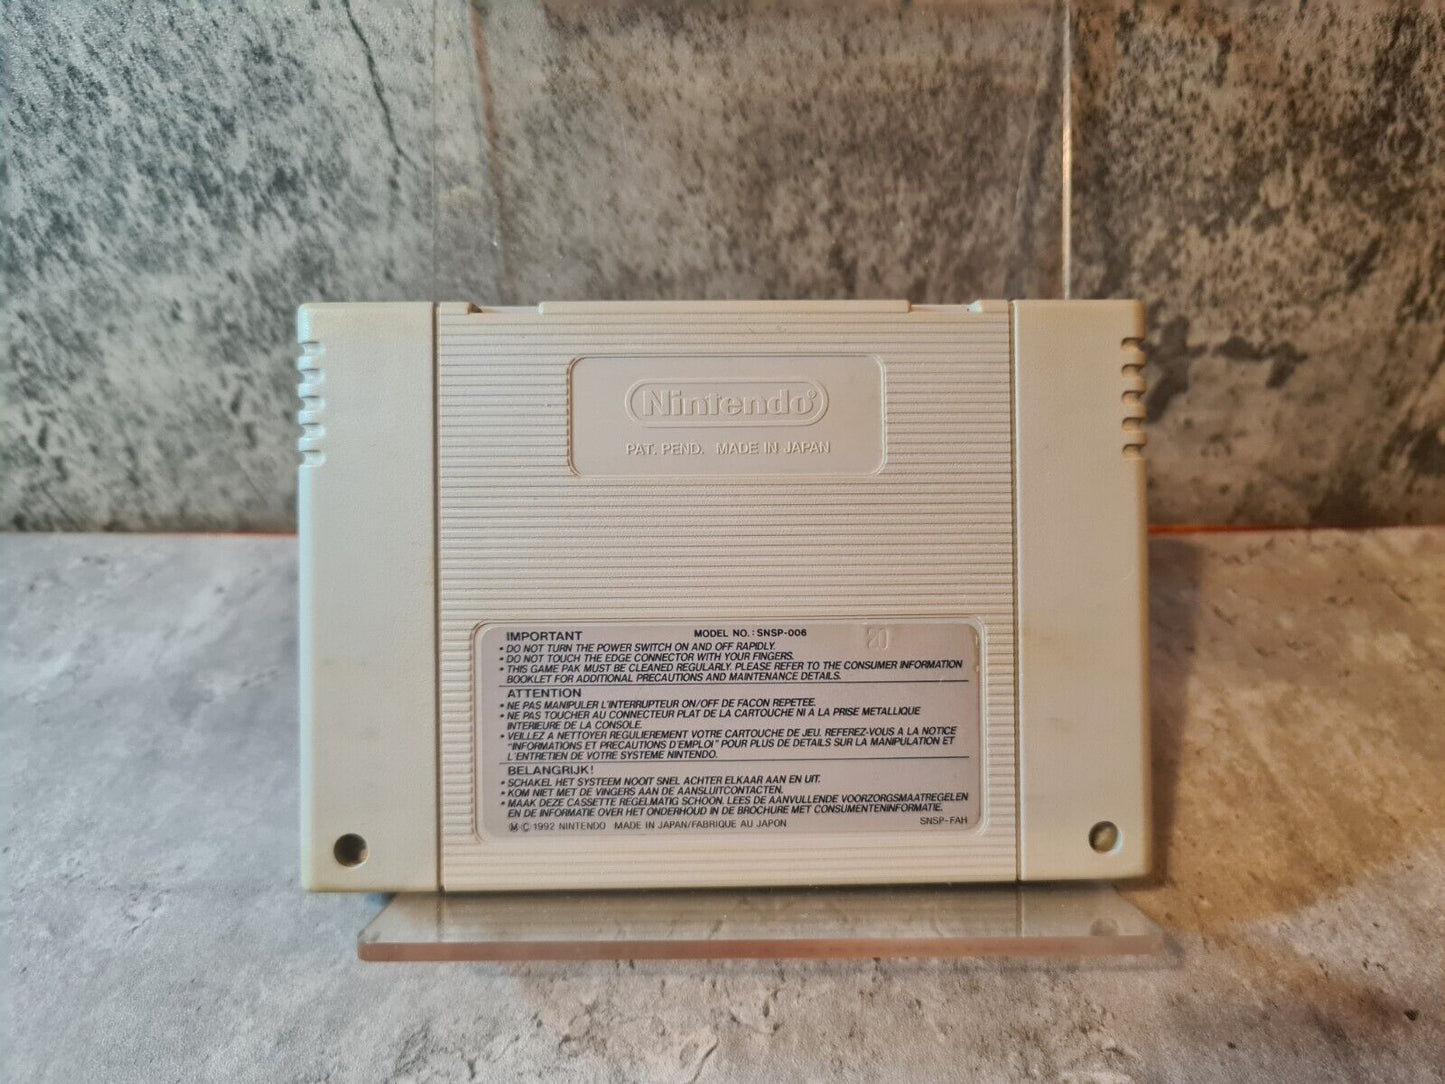 Nintendo®
PAT. PEND. MADE IN JAPAN
IMPORTANT MODEL NO.: SNSP-006
• DO NOT TURN THE POWER SWITCH ON AND OFF RAPIDLY.
• DO NOT TOUCH THE EDGE CONNECTOR WITH YOUR FINGERS.
• THIS GAME PAK MUST BE CLEANED REGULARLY. PLEASE REFER TO THE CONSUMER INFORMATION
BOOKLET FOR ADDITIONAL PRECAUTIONS AND MAINTENANCE DETAILS.
ATTENTION
• NE PAS MANIPULER L'INTERRUPTEUR ON/OFF DE FACON REPETEE.
• NE PAS TOUCHER AU CONNECTEUR PLAT DE LA CARTOUCHE NI A LA PRISE METALLIQUE
INTERIEURE DE LA CONSOLE.
• VEILLEZ A NETTOYER REGULIEREMENT VOTRE CARTOUCHE DE JEU. REFEREZ-VOUS A LA NOTICE
"INFORMATIONS ET PRECAUTIONS D'EMPLOI" POUR PLUS DE DETAILS SUR LA MANIPULATION ET
L'ENTRETIEN DE VOTRE SYSTEME NINTENDO.
BELANGRIJK!
• SCHAKEL HET SYSTEEM NOOIT SNEL ACHTER ELKAAR AAN EN UIT.
• KOM NIET MET DE VINGERS AAN DE AANSLUITCONTACTEN.
• MAAK DEZE CASSETTE REGELMATIG SCHOON. LEES DE AANVULLENDE VOORZORGSMAATREGELEN
EN DE INFORMATIE OVER HET ONDERHOUD IN DE BROCHURE MET CONSUMENTENINFORMATIE.
Ⓜ © 1992 NINTENDO MADE IN JAPAN/FABRIQUE AU JAPON SNSP-FAH